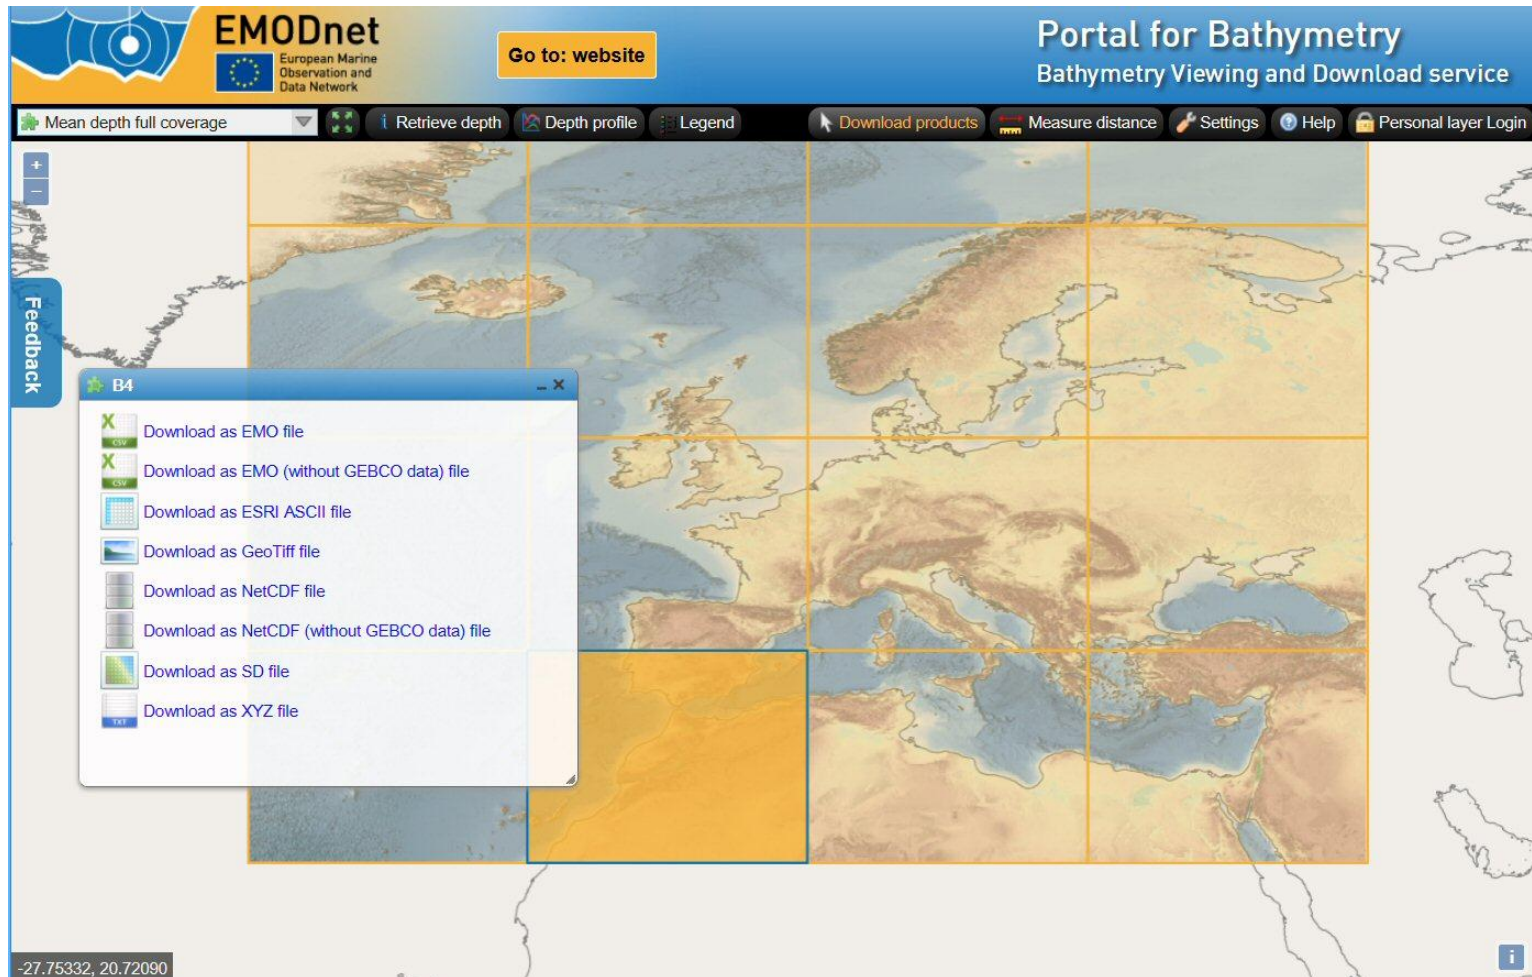 EMODnet
European Marine
Observation and
Data Network
Go to: website
Portal for Bathymetry
Bathymetry Viewing and Download service
Mean depth full coverage
i Retrieve depth
Depth profile
Legend
Download products
Measure distance
Settings
Help
Personal layer Login
+
−
Feedback
B4
CSV
Download as EMO file
CSV
Download as EMO (without GEBCO data) file
Download as ESRI ASCII file
Download as GeoTiff file
Download as NetCDF file
Download as NetCDF (without GEBCO data) file
Download as SD file
TXT
Download as XYZ file
-27.75332, 20.72090
i